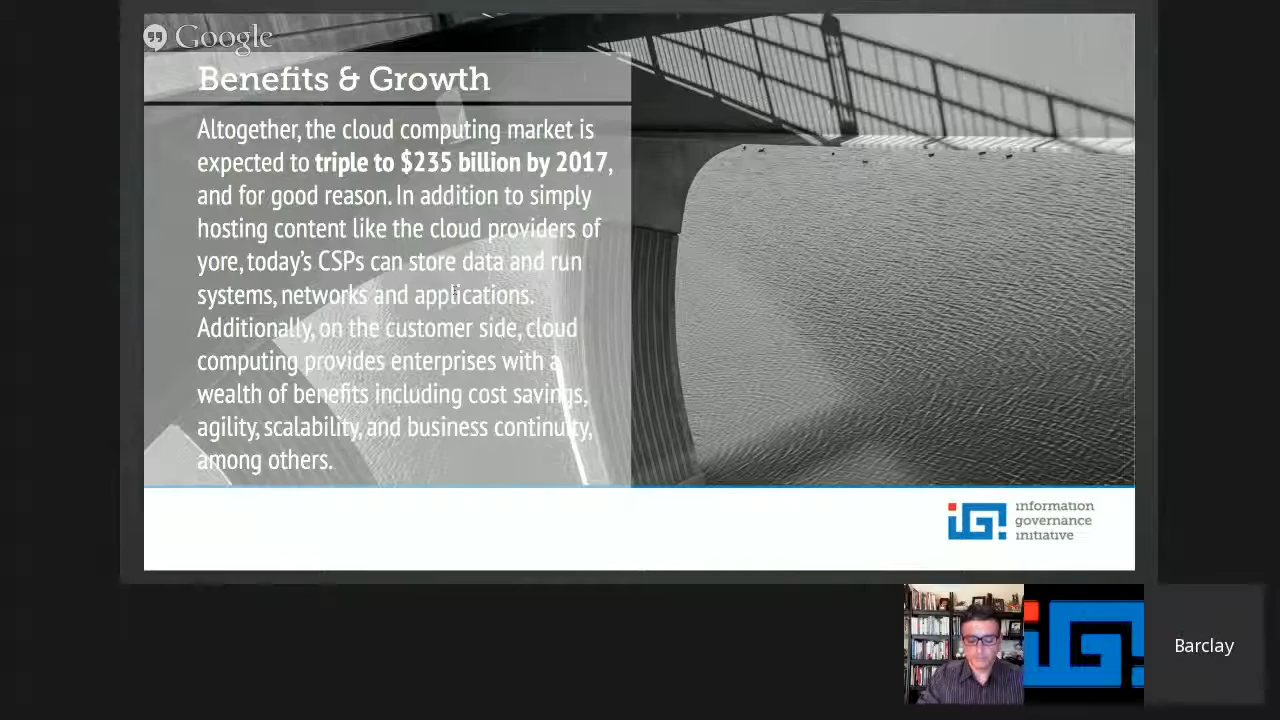 Google
Benefits & Growth
Altogether, the cloud computing market is
expected to triple to $235 billion by 2017,
and for good reason. In addition to simply
hosting content like the cloud providers of
yore, today's CSPs can store data and run
systems, networks and applications.
Additionally, on the customer side, cloud
computing provides enterprises with a
wealth of benefits including cost savings,
agility, scalability, and business continuity,
among others.
iG!
information
governance
initiative
iG!
Barclay